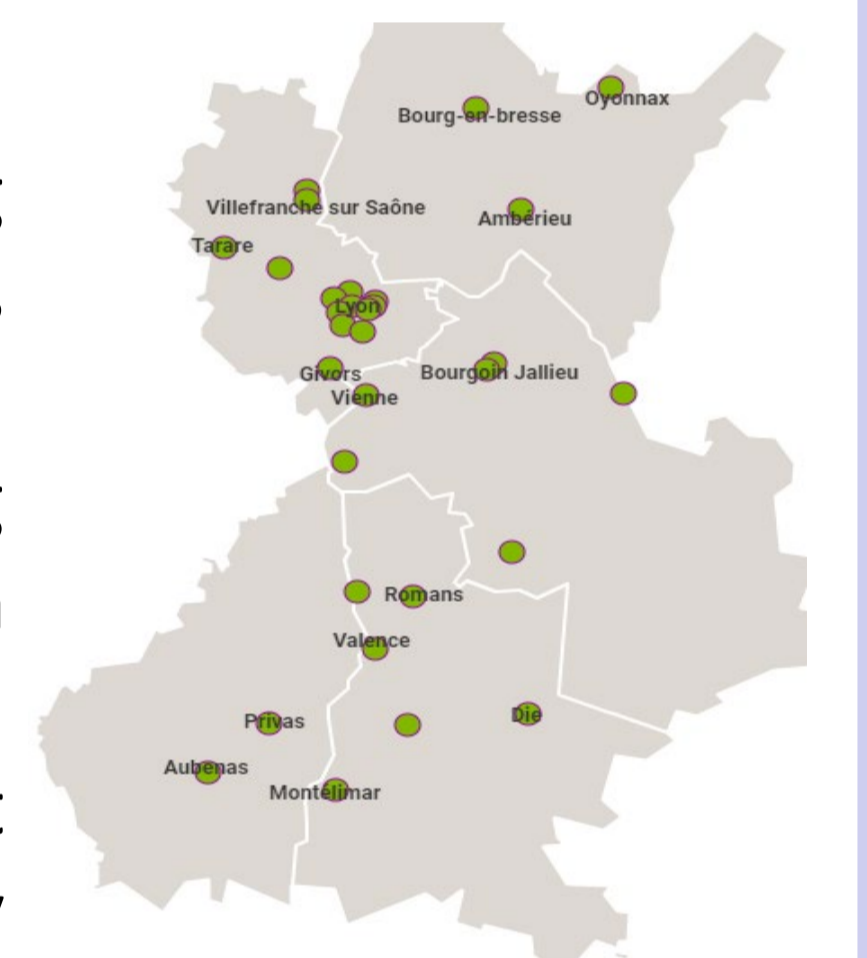 Oyonnax
Bourg-en-bresse
Villefranche sur Saône
Ambérieu
Tarare
Lyon
Givors
Bourgoin Jallieu
Vienne
Romans
Valence
Privas
Die
Aubenas
Montélimar